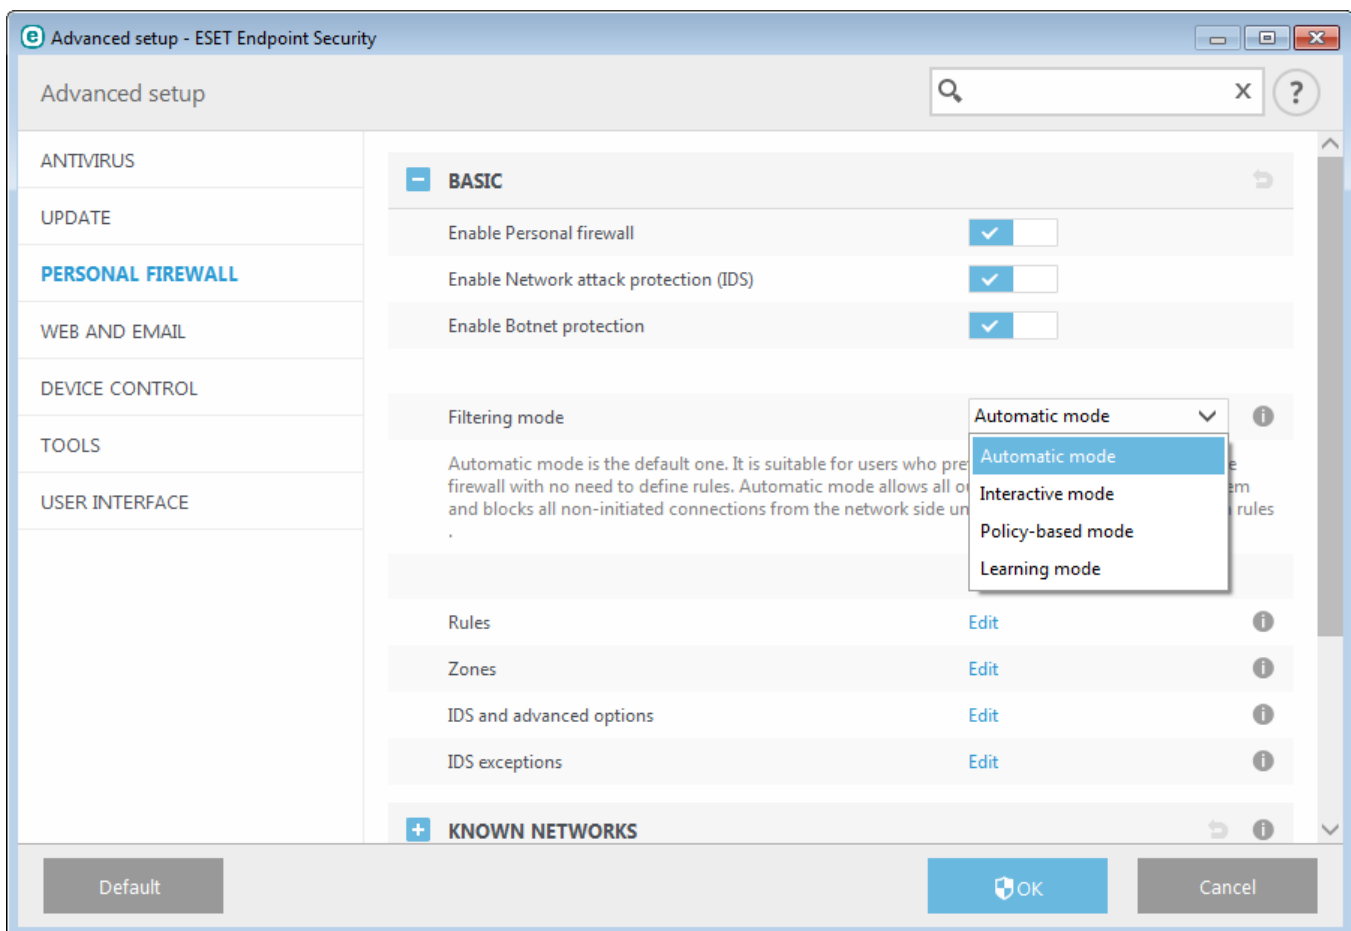 Advanced setup - ESET Endpoint Security
Advanced setup
ANTIVIRUS
UPDATE
PERSONAL FIREWALL
WEB AND EMAIL
DEVICE CONTROL
TOOLS
USER INTERFACE
BASIC
Enable Personal firewall
Enable Network attack protection (IDS)
Enable Botnet protection
Filtering mode Automatic mode
Automatic mode
Interactive mode
Policy-based mode
Learning mode
Automatic mode is the default one. It is suitable for users who
firewall with no need to define rules. Automatic mode allows all
and blocks all non-initiated connections from the network side rules
.
Rules Edit
Zones Edit
IDS and advanced options Edit
IDS exceptions Edit
KNOWN NETWORKS
Default
OK
Cancel